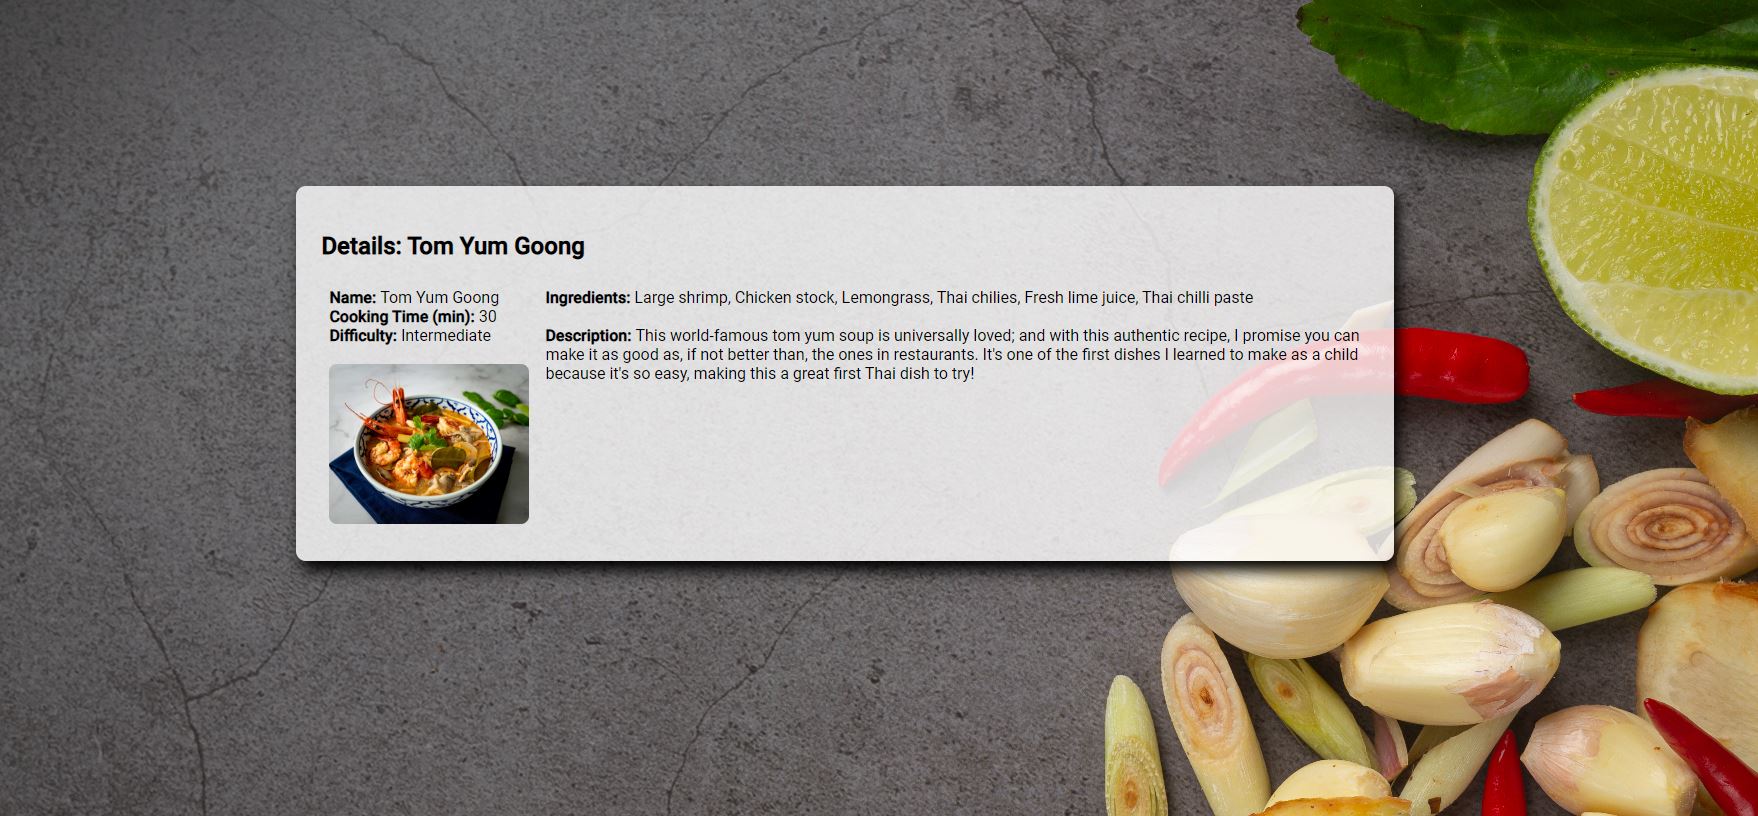 Details: Tom Yum Goong
Name: Tom Yum Goong
Cooking Time (min): 30
Difficulty: Intermediate
Ingredients: Large shrimp, Chicken stock, Lemongrass, Thai chilies, Fresh lime juice, Thai chilli paste
Description: This world-famous tom yum soup is universally loved; and with this authentic recipe, I promise you can
make it as good as, if not better than, the ones in restaurants. It's one of the first dishes I learned to make as a child
because it's so easy, making this a great first Thai dish to try!